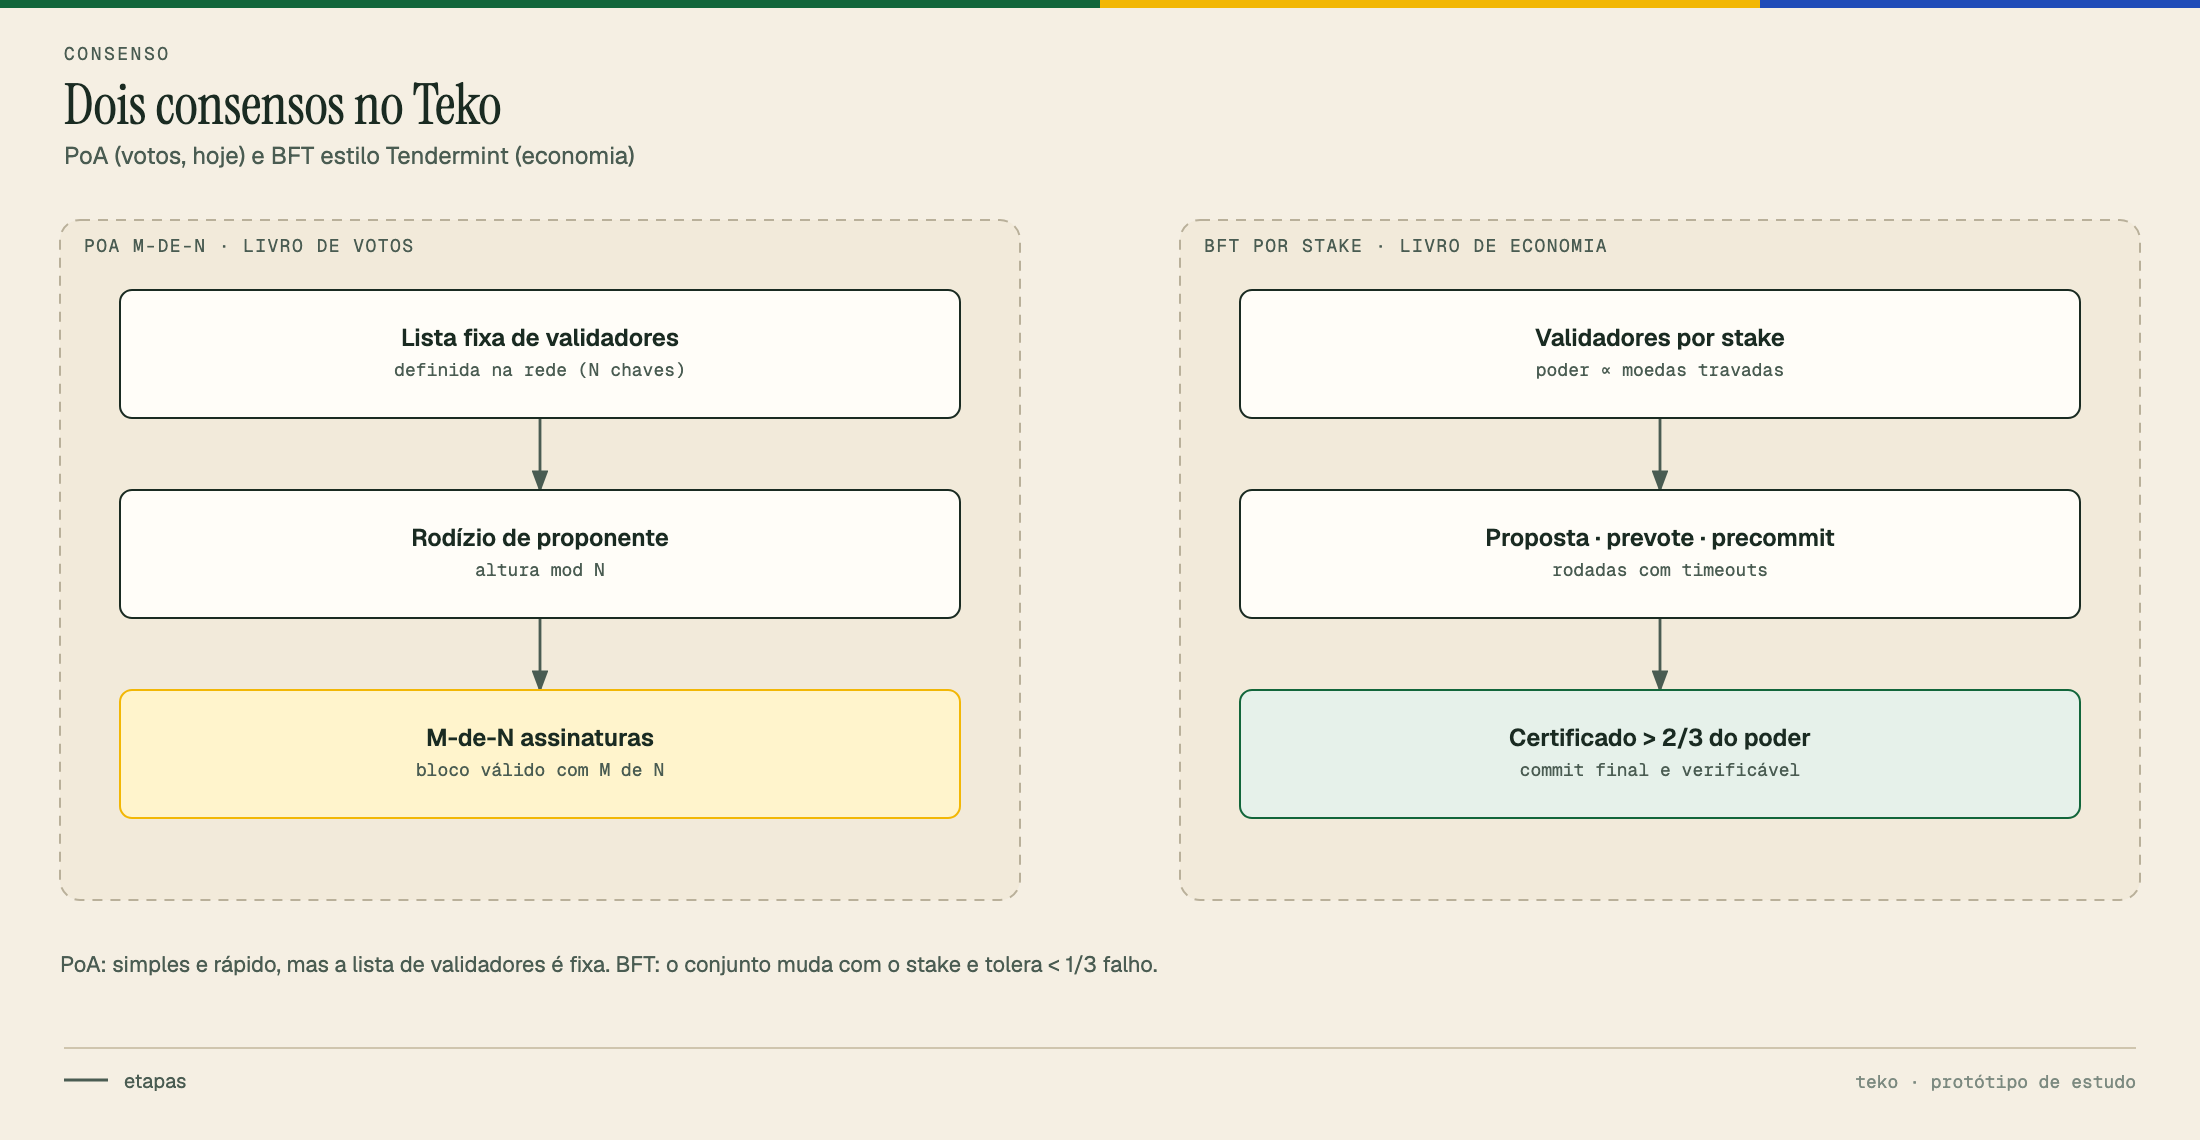 CONSENSO
Dois consensos no Teko
PoA (votos, hoje) e BFT estilo Tendermint (economia)
POA M-DE-N · LIVRO DE VOTOS
Lista fixa de validadores
definida na rede (N chaves)
Rodízio de proponente
altura mod N
M-de-N assinaturas
bloco válido com M de N
BFT POR STAKE · LIVRO DE ECONOMIA
Validadores por stake
poder ∝ moedas travadas
Proposta · prevote · precommit
rodadas com timeouts
Certificado > 2/3 do poder
commit final e verificável
PoA: simples e rápido, mas a lista de validadores é fixa. BFT: o conjunto muda com o stake e tolera < 1/3 falho.
etapas
teko · protótipo de estudo